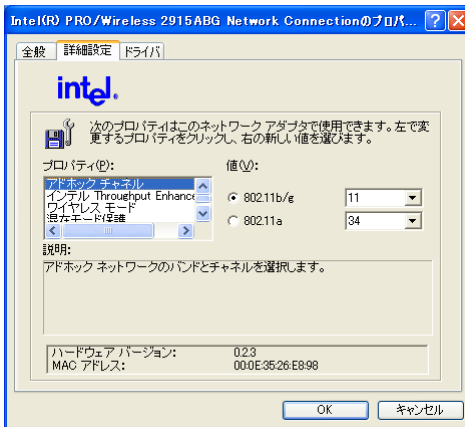 Intel(R) PRO/Wireless 2915ABG Network Connectionのプロパ...
全般 詳細設定 ドライバ
intel.
次のプロパティはこのネットワーク アダプタで使用できます。左で変
更するプロパティをクリックし、右の新しい値を選びます。
プロパティ(P): 値(V):
アドホック チャネル
インテル Throughput Enhance
ワイヤレス モード
混在モード保護
802.11b/g 11
802.11a 34
説明:
アドホック ネットワークのバンドとチャネルを選択します。
ハードウェア バージョン: 0.2.3
MAC アドレス: 00:0E:35:26:E8:98
OK キャンセル